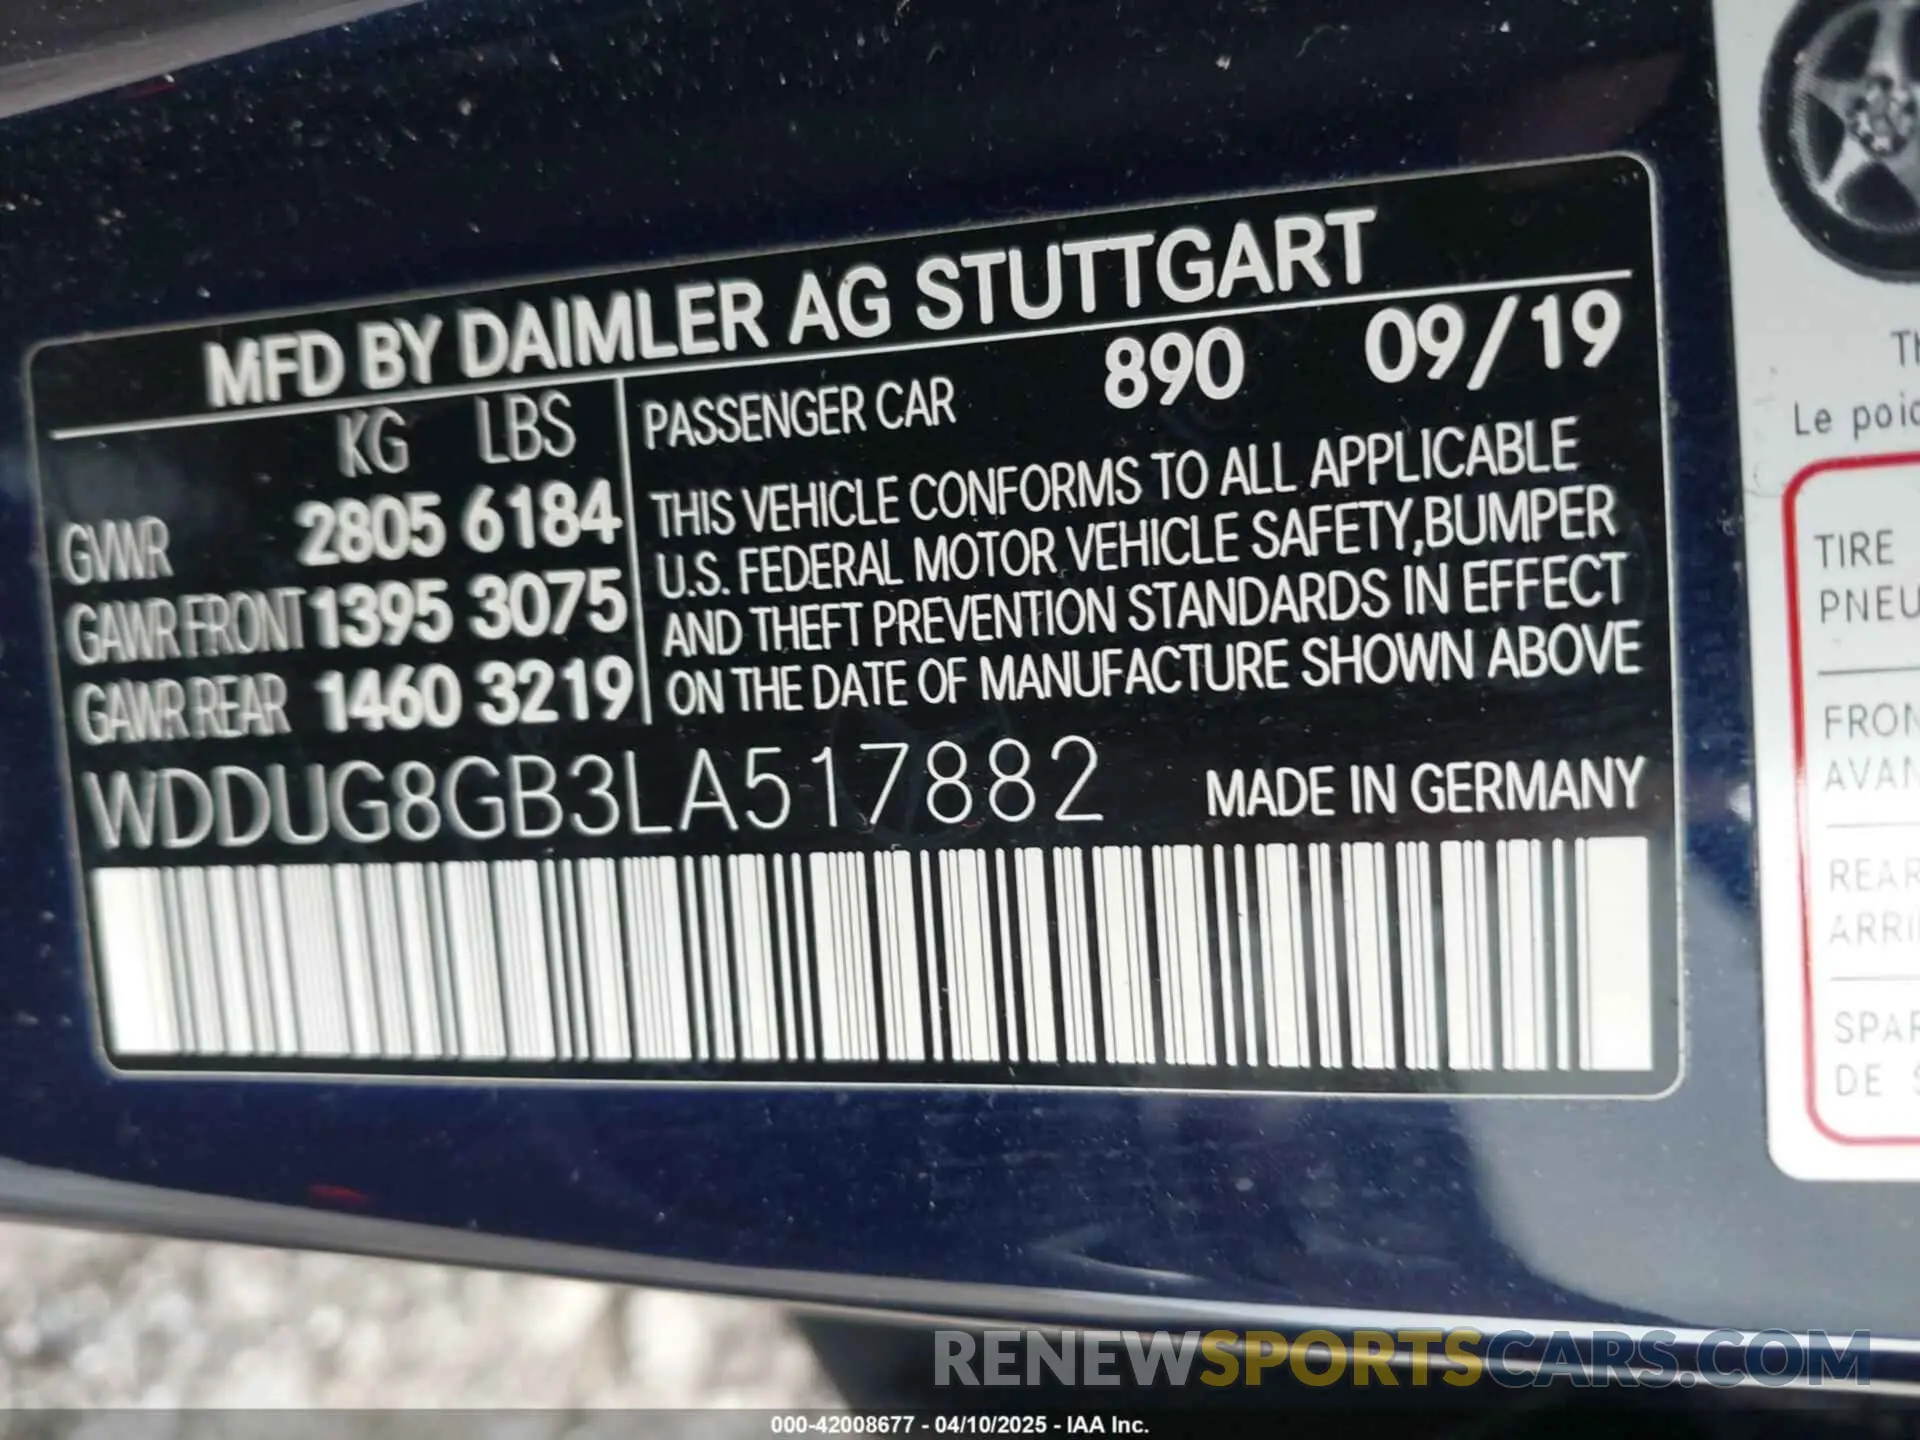 MFD BY DAIMLER AG STUTTGART
KG LBS
GVWR 2805 6184
GAWR FRONT 1395 3075
GAWR REAR 1460 3219
PASSENGER CAR 890 09/19
THIS VEHICLE CONFORMS TO ALL APPLICABLE
U.S. FEDERAL MOTOR VEHICLE SAFETY,BUMPER
AND THEFT PREVENTION STANDARDS IN EFFECT
ON THE DATE OF MANUFACTURE SHOWN ABOVE
WDDUG8GB3LA517882 MADE IN GERMANY
Le
TIRE
DE
RENEWSPORTSCARS.COM
000-42008677 - 04/10/2025 - IAA Inc.